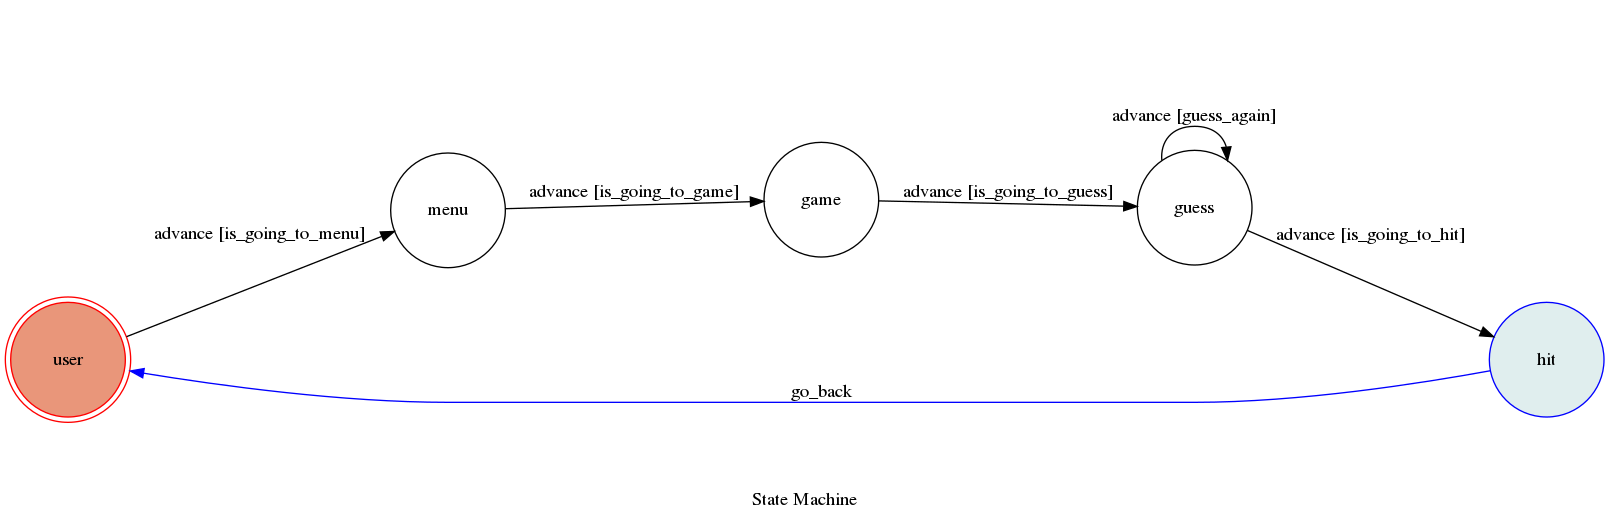 advance [guess_again]
advance [is_going_to_game]
advance [is_going_to_guess]
menu
game
guess
advance [is_going_to_menu]
advance [is_going_to_hit]
user
hit
go_back
State Machine